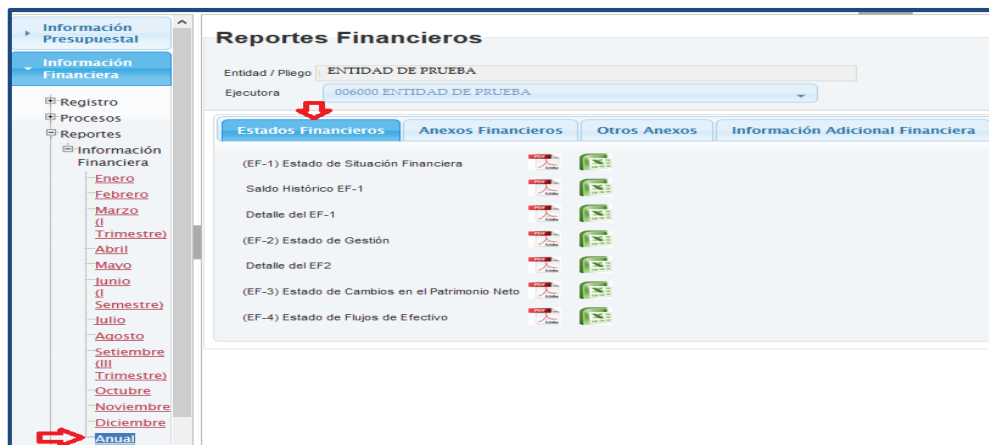 Información
Presupuestal
Información
Financiera
Registro
Procesos
Reportes
Información
Financiera
Enero
Febrero
Marzo
(I
Trimestre)
Abril
Mayo
Junio
(I
Semestre)
Julio
Agosto
Setiembre
(III
Trimestre)
Octubre
Noviembre
Diciembre
Anual
Reportes Financieros
Entidad / Pliego ENTIDAD DE PRUEBA
Ejecutora 006000 ENTIDAD DE PRUEBA
Estados Financieros Anexos Financieros Otros Anexos Información Adicional Financiera
(EF-1) Estado de Situación Financiera
Saldo Histórico EF-1
Detalle del EF-1
(EF-2) Estado de Gestión
Detalle del EF2
(EF-3) Estado de Cambios en el Patrimonio Neto
(EF-4) Estado de Flujos de Efectivo